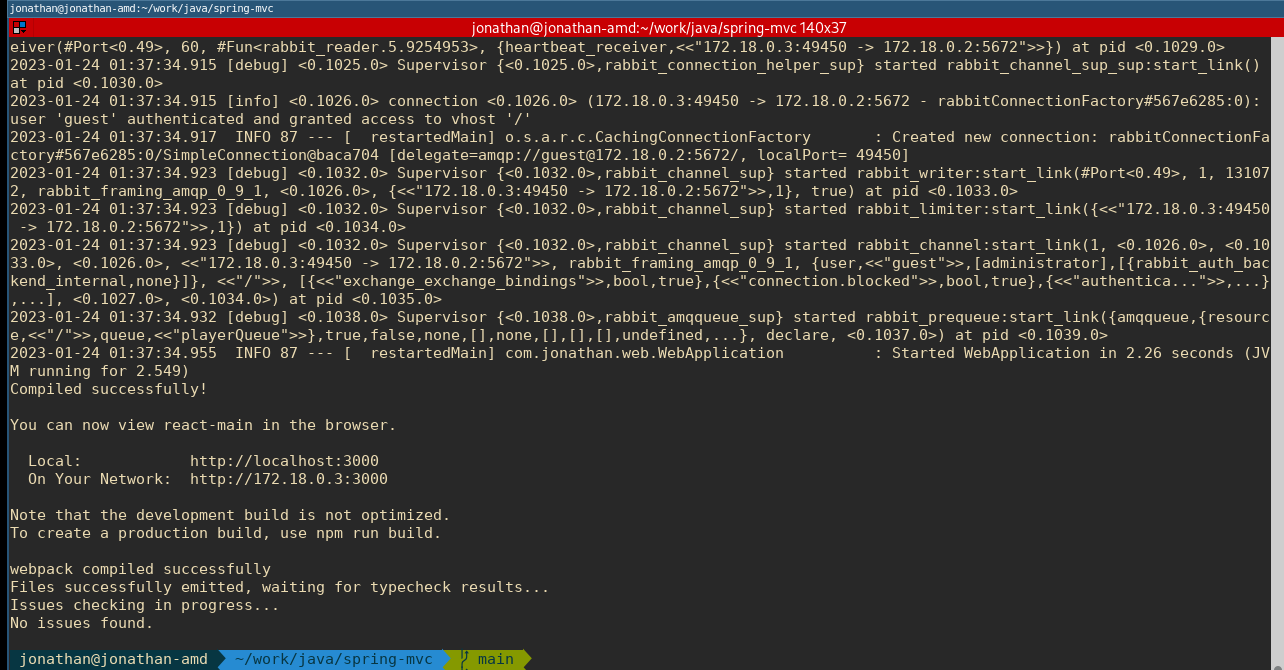 jonathan@jonathan-amd:~/work/java/spring-mvc
jonathan@jonathan-amd:~/work/java/spring-mvc 140x37
eiver(#Port<0.49>, 60, #Fun<rabbit_reader.5.9254953>, {heartbeat_receiver,<<"172.18.0.3:49450 -> 172.18.0.2:5672">>}) at pid <0.1029.0>
2023-01-24 01:37:34.915 [debug] <0.1025.0> Supervisor {<0.1025.0>,rabbit_connection_helper_sup} started rabbit_channel_sup_sup:start_link()
at pid <0.1030.0>
2023-01-24 01:37:34.915 [info] <0.1026.0> connection <0.1026.0> (172.18.0.3:49450 -> 172.18.0.2:5672 - rabbitConnectionFactory#567e6285:0):
user 'guest' authenticated and granted access to vhost '/'
2023-01-24 01:37:34.917  INFO 87 --- [  restartedMain] o.s.a.r.c.CachingConnectionFactory       : Created new connection: rabbitConnectionFa
ctory#567e6285:0/SimpleConnection@baca704 [delegate=amqp://guest@172.18.0.2:5672/, localPort= 49450]
2023-01-24 01:37:34.923 [debug] <0.1032.0> Supervisor {<0.1032.0>,rabbit_channel_sup} started rabbit_writer:start_link(#Port<0.49>, 1, 13107
2, rabbit_framing_amqp_0_9_1, <0.1026.0>, {<<"172.18.0.3:49450 -> 172.18.0.2:5672">>,1}, true) at pid <0.1033.0>
2023-01-24 01:37:34.923 [debug] <0.1032.0> Supervisor {<0.1032.0>,rabbit_channel_sup} started rabbit_limiter:start_link({<<"172.18.0.3:49450
 -> 172.18.0.2:5672">>,1}) at pid <0.1034.0>
2023-01-24 01:37:34.923 [debug] <0.1032.0> Supervisor {<0.1032.0>,rabbit_channel_sup} started rabbit_channel:start_link(1, <0.1026.0>, <0.10
33.0>, <0.1026.0>, <<"172.18.0.3:49450 -> 172.18.0.2:5672">>, rabbit_framing_amqp_0_9_1, {user,<<"guest">>,[administrator],[{rabbit_auth_bac
kend_internal,none}]}, <<"/">>, [{<<"exchange_exchange_bindings">>,bool,true},{<<"connection.blocked">>,bool,true},{<<"authentica...">>,...}
,...], <0.1027.0>, <0.1034.0>) at pid <0.1035.0>
2023-01-24 01:37:34.932 [debug] <0.1038.0> Supervisor {<0.1038.0>,rabbit_amqqueue_sup} started rabbit_prequeue:start_link({amqqueue,{resourc
e,<<"/">>,queue,<<"playerQueue">>},true,false,none,[],none,[],[],[],undefined,...}, declare, <0.1037.0>) at pid <0.1039.0>
2023-01-24 01:37:34.955  INFO 87 --- [  restartedMain] com.jonathan.web.WebApplication          : Started WebApplication in 2.26 seconds (JV
M running for 2.549)
Compiled successfully!
You can now view react-main in the browser.
  Local:            http://localhost:3000
  On Your Network:  http://172.18.0.3:3000
Note that the development build is not optimized.
To create a production build, use npm run build.
webpack compiled successfully
Files successfully emitted, waiting for typecheck results...
Issues checking in progress...
No issues found.
jonathan@jonathan-amd ~/work/java/spring-mvc main